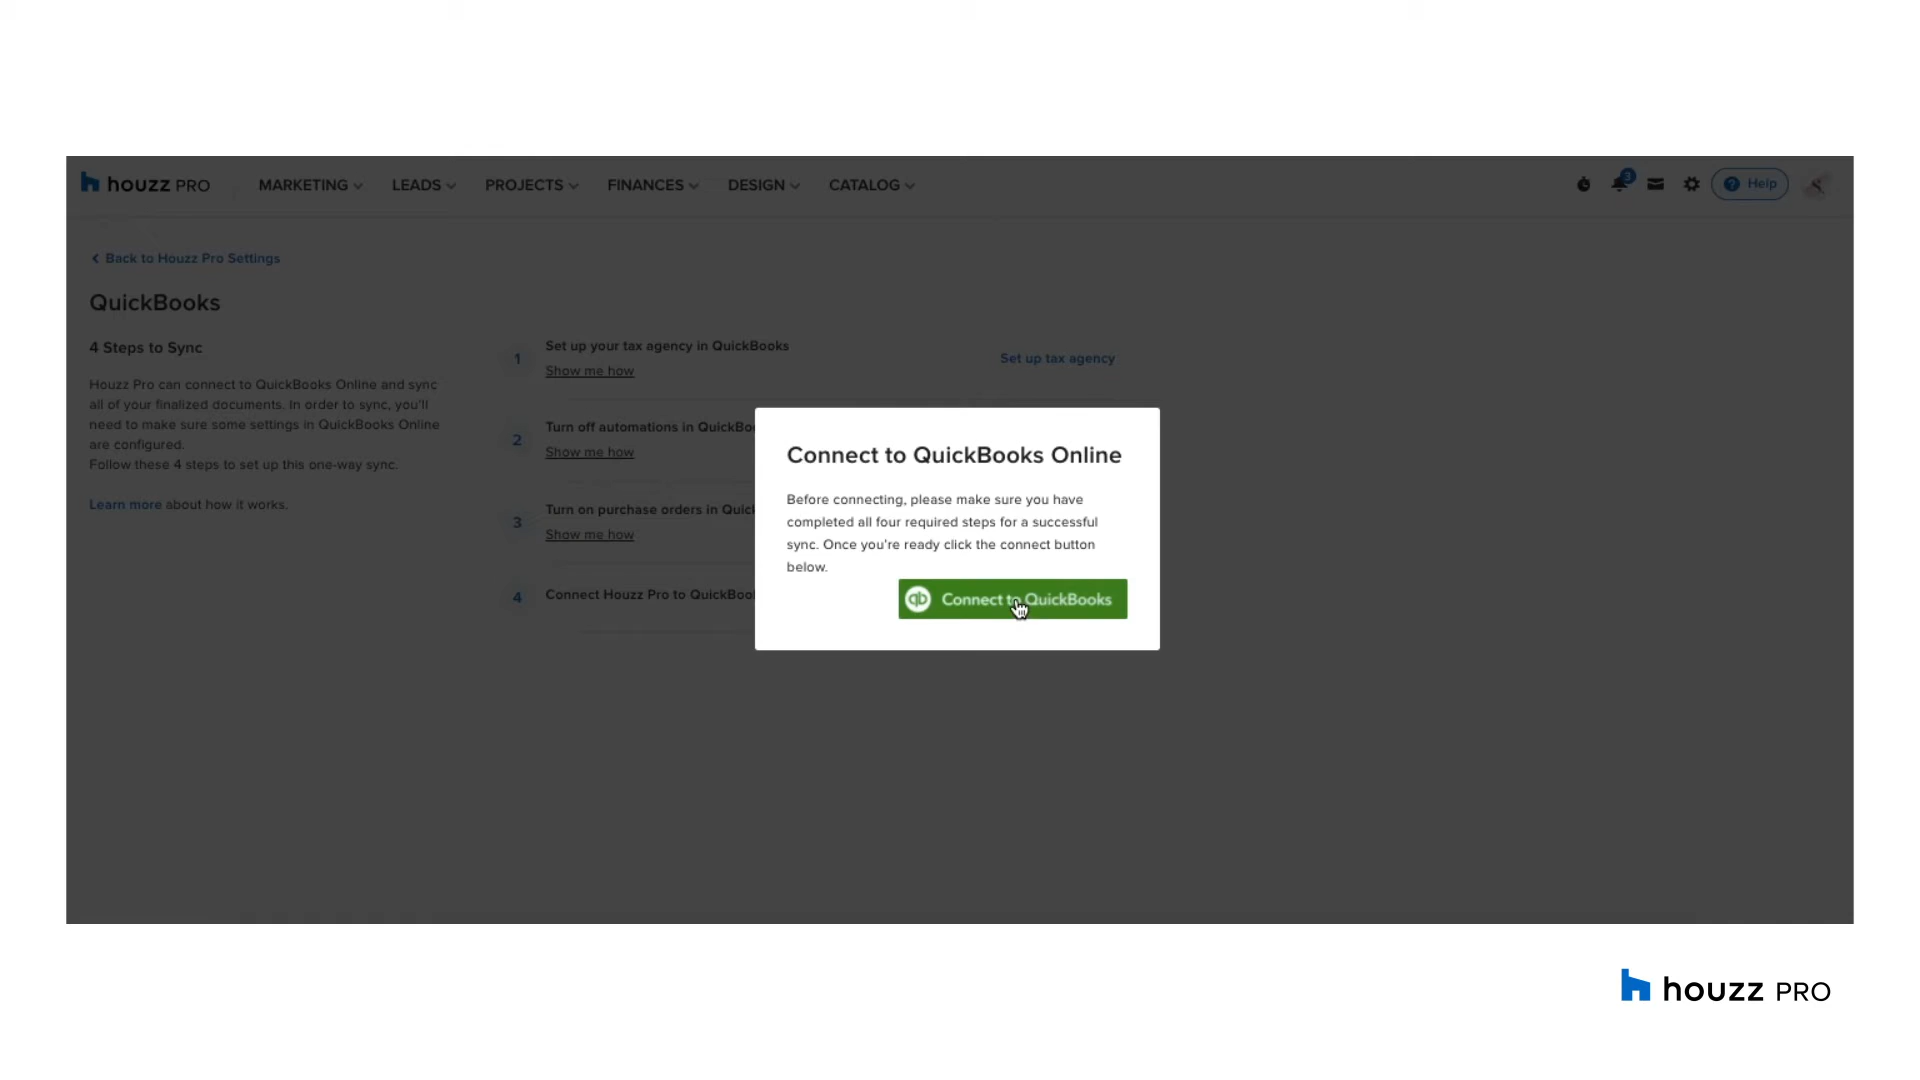 houzz PRO
MARKETING LEADS PROJECTS FINANCES DESIGN CATALOG
3
? Help
Back to Houzz Pro Settings
QuickBooks
4 Steps to Sync
Houzz Pro can connect to QuickBooks Online and sync
all of your finalized documents. In order to sync, you'll
need to make sure some settings in QuickBooks Online
are configured.
Follow these 4 steps to set up this one-way sync.
Learn more about how it works.
1
Set up your tax agency in QuickBooks
Show me how
Set up tax agency
2
Turn off automations in QuickBo
Show me how
3
Turn on purchase orders in Quic
Show me how
4
Connect Houzz Pro to QuickBoo
Connect to QuickBooks Online
Before connecting, please make sure you have
completed all four required steps for a successful
sync. Once you're ready click the connect button
below.
qb Connect to QuickBooks
houzz PRO